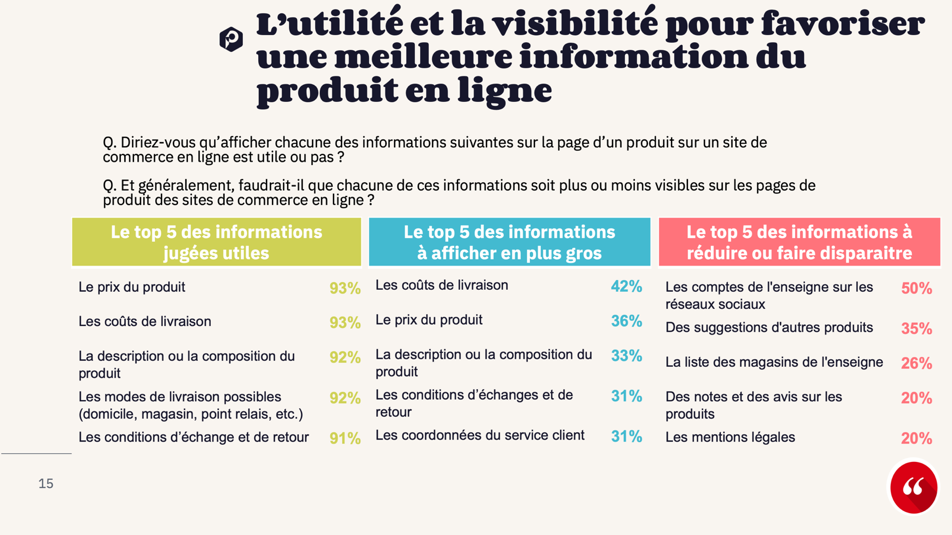 L'utilité et la visibilité pour favoriser
une meilleure information du
produit en ligne
Q. Diriez-vous qu'afficher chacune des informations suivantes sur la page d'un produit sur un site de
commerce en ligne est utile ou pas ?
Q. Et généralement, faudrait-il que chacune de ces informations soit plus ou moins visibles sur les pages de
produit des sites de commerce en ligne ?
Le top 5 des informations
jugées utiles
Le prix du produit 93%
Les coûts de livraison 93%
La description ou la composition du
produit 92%
Les modes de livraison possibles 92%
(domicile, magasin, point relais, etc.)
Les conditions d'échange et de retour 91%
Le top 5 des informations
à afficher en plus gros
Les coûts de livraison 42%
Le prix du produit 36%
La description ou la composition du 33%
produit
Les conditions d'échanges et de 31%
retour
Les coordonnées du service client 31%
Le top 5 des informations à
réduire ou faire disparaitre
Les comptes de l'enseigne sur les 50%
réseaux sociaux
Des suggestions d'autres produits 35%
La liste des magasins de l'enseigne 26%
Des notes et des avis sur les 20%
produits
Les mentions légales 20%
15